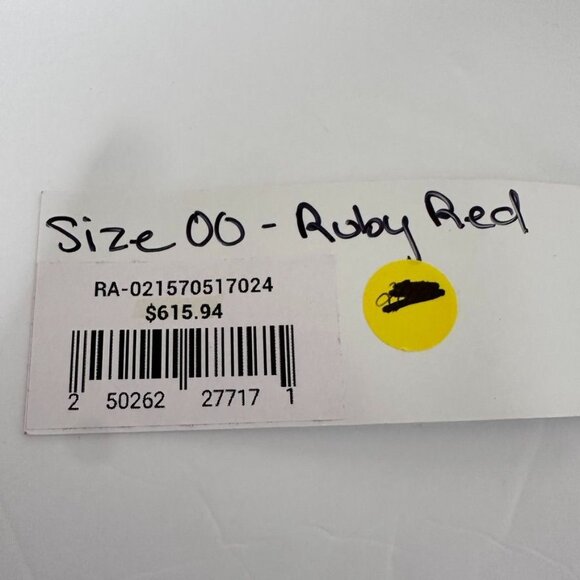 Size 00 - Ruby Red
RA-021570517024
$615.94
2 50262 27717 1